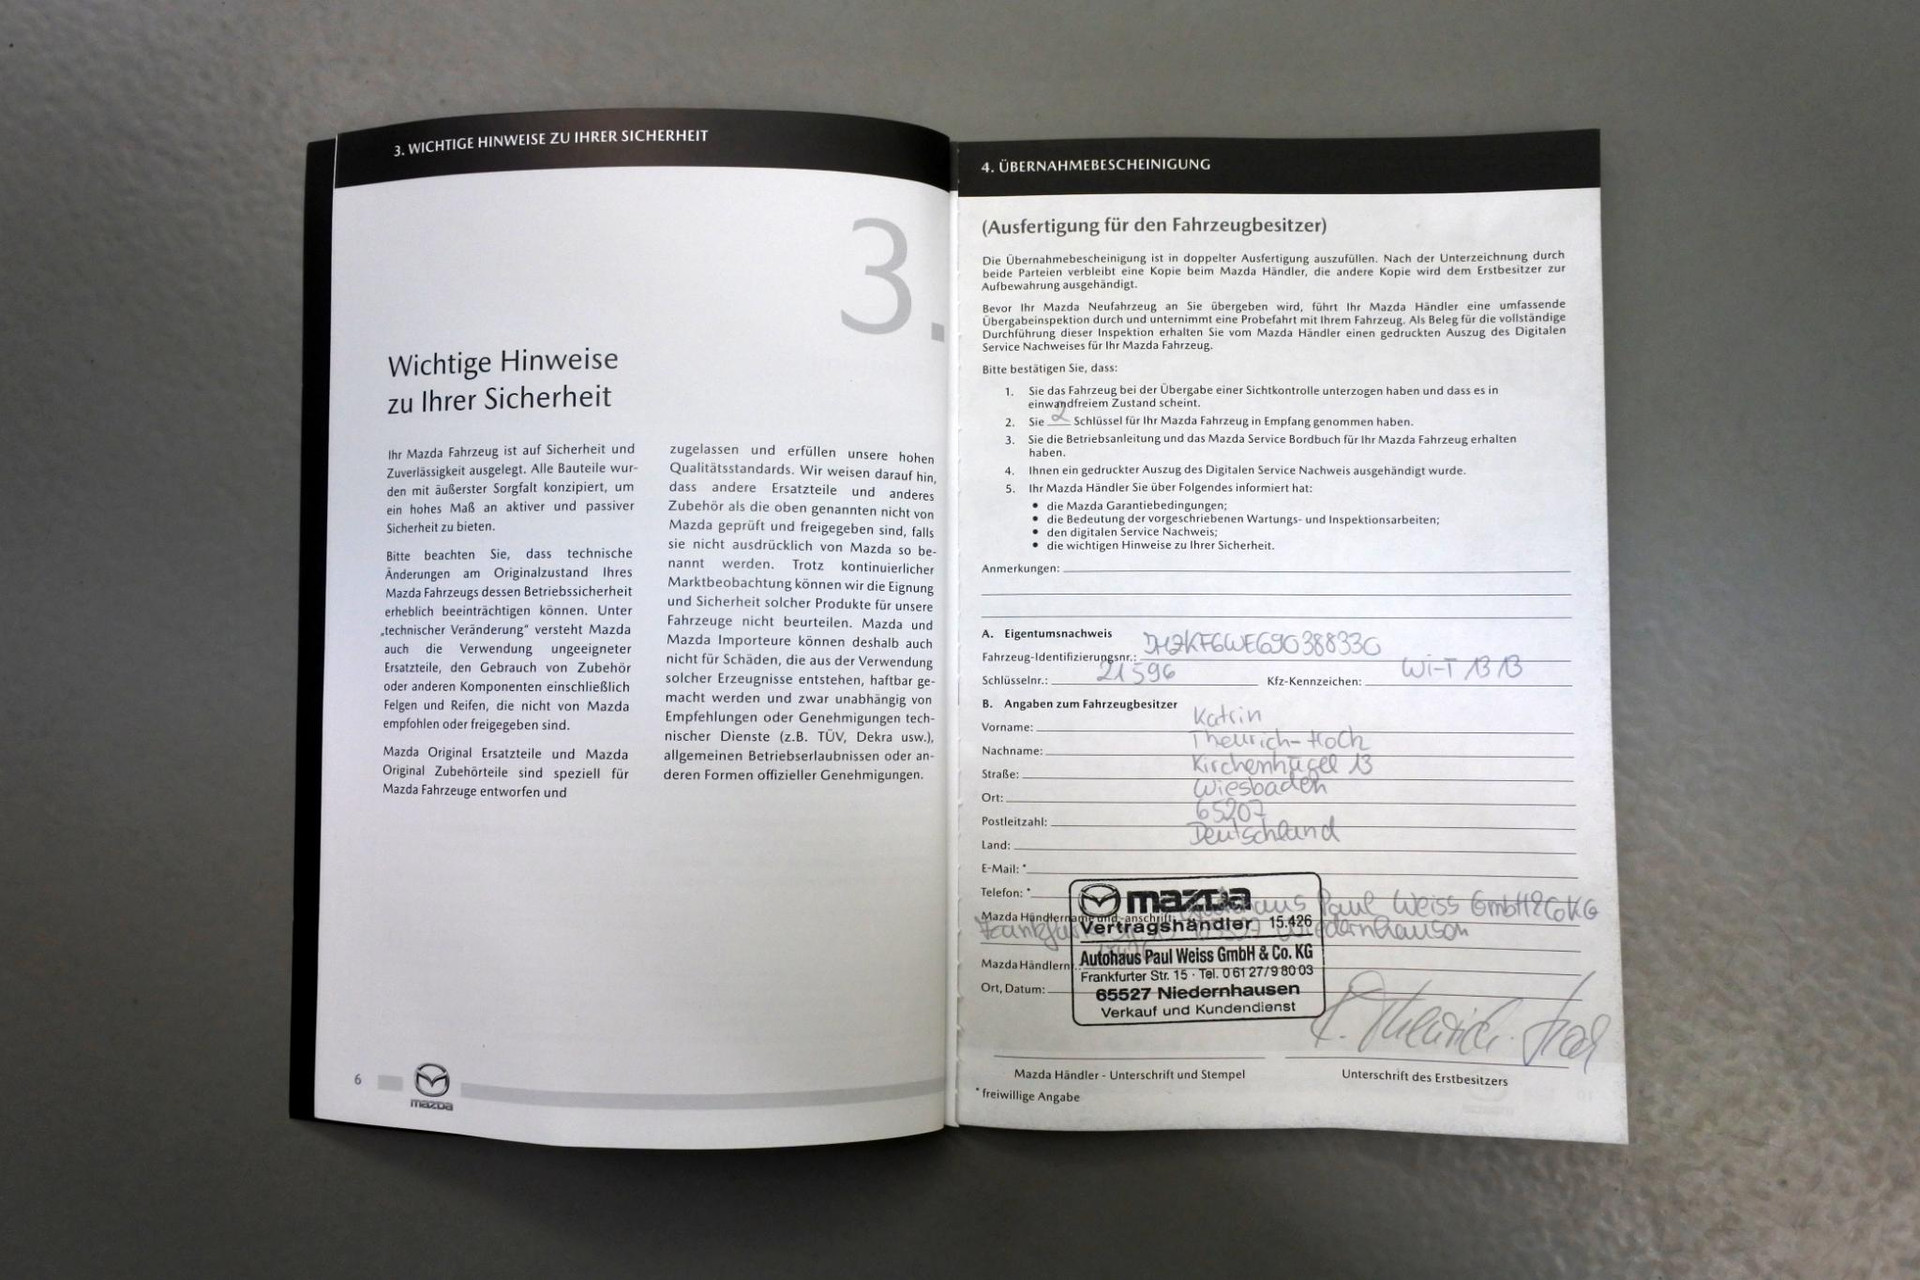 3. WICHTIGE HINWEISE ZU IHRER SICHERHEIT
3.
Wichtige Hinweise
zu Ihrer Sicherheit
Ihr Mazda Fahrzeug ist auf Sicherheit und
Zuverlässigkeit ausgelegt. Alle Bauteile wur-
den mit äußerster Sorgfalt konzipiert, um
ein hohes Maß an aktiver und passiver
Sicherheit zu bieten.
Bitte beachten Sie, dass technische
Änderungen am Originalzustand Ihres
Mazda Fahrzeugs dessen Betriebssicherheit
erheblich beeinträchtigen können. Unter
„technischer Veränderung“ versteht Mazda
auch die Verwendung ungeeigneter
Ersatzteile, den Gebrauch von Zubehör
oder anderen Komponenten einschließlich
Felgen und Reifen, die nicht von Mazda
empfohlen oder freigegeben sind.
Mazda Original Ersatzteile und Mazda
Original Zubehörteile sind speziell für
Mazda Fahrzeuge entworfen und
zugelassen und erfüllen unsere hohen
Qualitätsstandards. Wir weisen darauf hin,
dass andere Ersatzteile und anderes
Zubehör als die oben genannten nicht von
Mazda geprüft und freigegeben sind, falls
sie nicht ausdrücklich von Mazda so be-
nannt werden. Trotz kontinuierlicher
Marktbeobachtung können wir die Eignung
und Sicherheit solcher Produkte für unsere
Fahrzeuge nicht beurteilen. Mazda und
Mazda Importeure können deshalb auch
nicht für Schäden, die aus der Verwendung
solcher Erzeugnisse entstehen, haftbar ge-
macht werden und zwar unabhängig von
Empfehlungen oder Genehmigungen tech-
nischer Dienste (z.B. TÜV, Dekra usw.),
allgemeinen Betriebserlaubnissen oder an-
deren Formen offizieller Genehmigungen.
6
mazda
4. ÜBERNAHMEBESCHEINIGUNG
(Ausfertigung für den Fahrzeugbesitzer)
Die Übernahmebescheinigung ist in doppelter Ausfertigung auszufüllen. Nach der Unterzeichnung durch
beide Parteien verbleibt eine Kopie beim Mazda Händler, die andere Kopie wird dem Erstbesitzer zur
Aufbewahrung ausgehändigt.
Bevor Ihr Mazda Neufahrzeug an Sie übergeben wird, führt Ihr Mazda Händler eine umfassende
Übergabeinspektion durch und unternimmt eine Probefahrt mit Ihrem Fahrzeug. Als Beleg für die vollständige
Durchführung dieser Inspektion erhalten Sie vom Mazda Händler einen gedruckten Auszug des Digitalen
Service Nachweises für Ihr Mazda Fahrzeug.
Bitte bestätigen Sie, dass:
1. Sie das Fahrzeug bei der Übergabe einer Sichtkontrolle unterzogen haben und dass es in
einwandfreiem Zustand scheint.
2. Sie 2 Schlüssel für Ihr Mazda Fahrzeug in Empfang genommen haben.
3. Sie die Betriebsanleitung und das Mazda Service Bordbuch für Ihr Mazda Fahrzeug erhalten
haben.
4. Ihnen ein gedruckter Auszug des Digitalen Service Nachweis ausgehändigt wurde.
5. Ihr Mazda Händler Sie über Folgendes informiert hat:
• die Mazda Garantiebedingungen;
• die Bedeutung der vorgeschriebenen Wartungs- und Inspektionsarbeiten;
• den digitalen Service Nachweis;
• die wichtigen Hinweise zu Ihrer Sicherheit.
Anmerkungen:
A. Eigentumsnachweis
Fahrzeug-Identifizierungsnr.:
Schlüsselnr.: 21596 Kfz-Kennzeichen: Wi-T 1313
B. Angaben zum Fahrzeugbesitzer
Vorname: Katrin
Nachname: Theurich-Hoch
Straße: Kirchenhügel 13
Ort: Wiesbaden
Postleitzahl: 65207
Land: Deutschland
E-Mail: *
Telefon: *
Mazda Händlername und -anschrift: Autohaus Paul Weiss GmbH & Co KG
Niedernhausen
Mazda Händlernr.:
Ort, Datum:
mazda
Vertragshändler 15.426
Autohaus Paul Weiss GmbH & Co. KG
Frankfurter Str. 15 · Tel. 0 61 27/9 80 03
65527 Niedernhausen
Verkauf und Kundendienst
K. Theurich-Hoch
Mazda Händler - Unterschrift und Stempel
Unterschrift des Erstbesitzers
* freiwillige Angabe